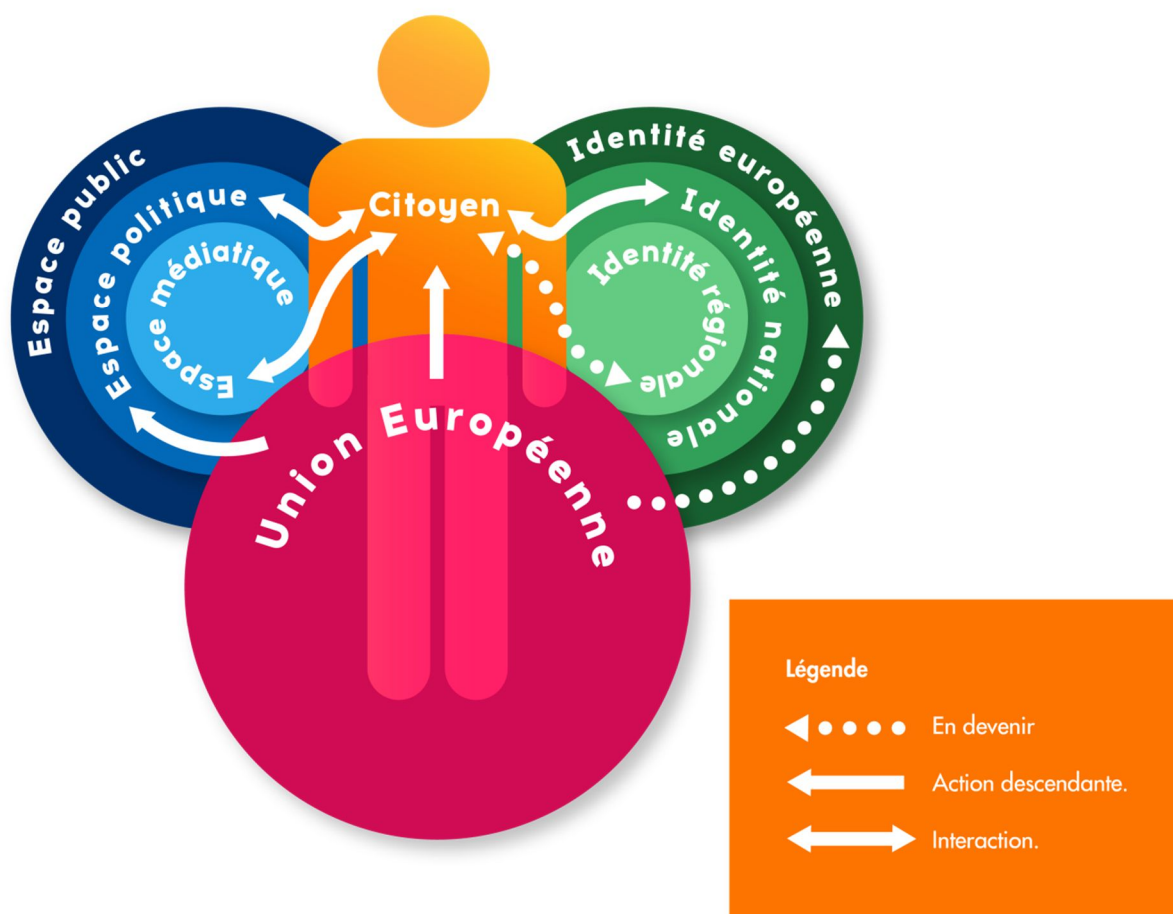 Espace public
Espace politique
Espace médiatique
Citoyen
Identité européenne
Identité nationale
Identité régionale
Union Européenne
Légende
En devenir
Action descendante.
Interaction.